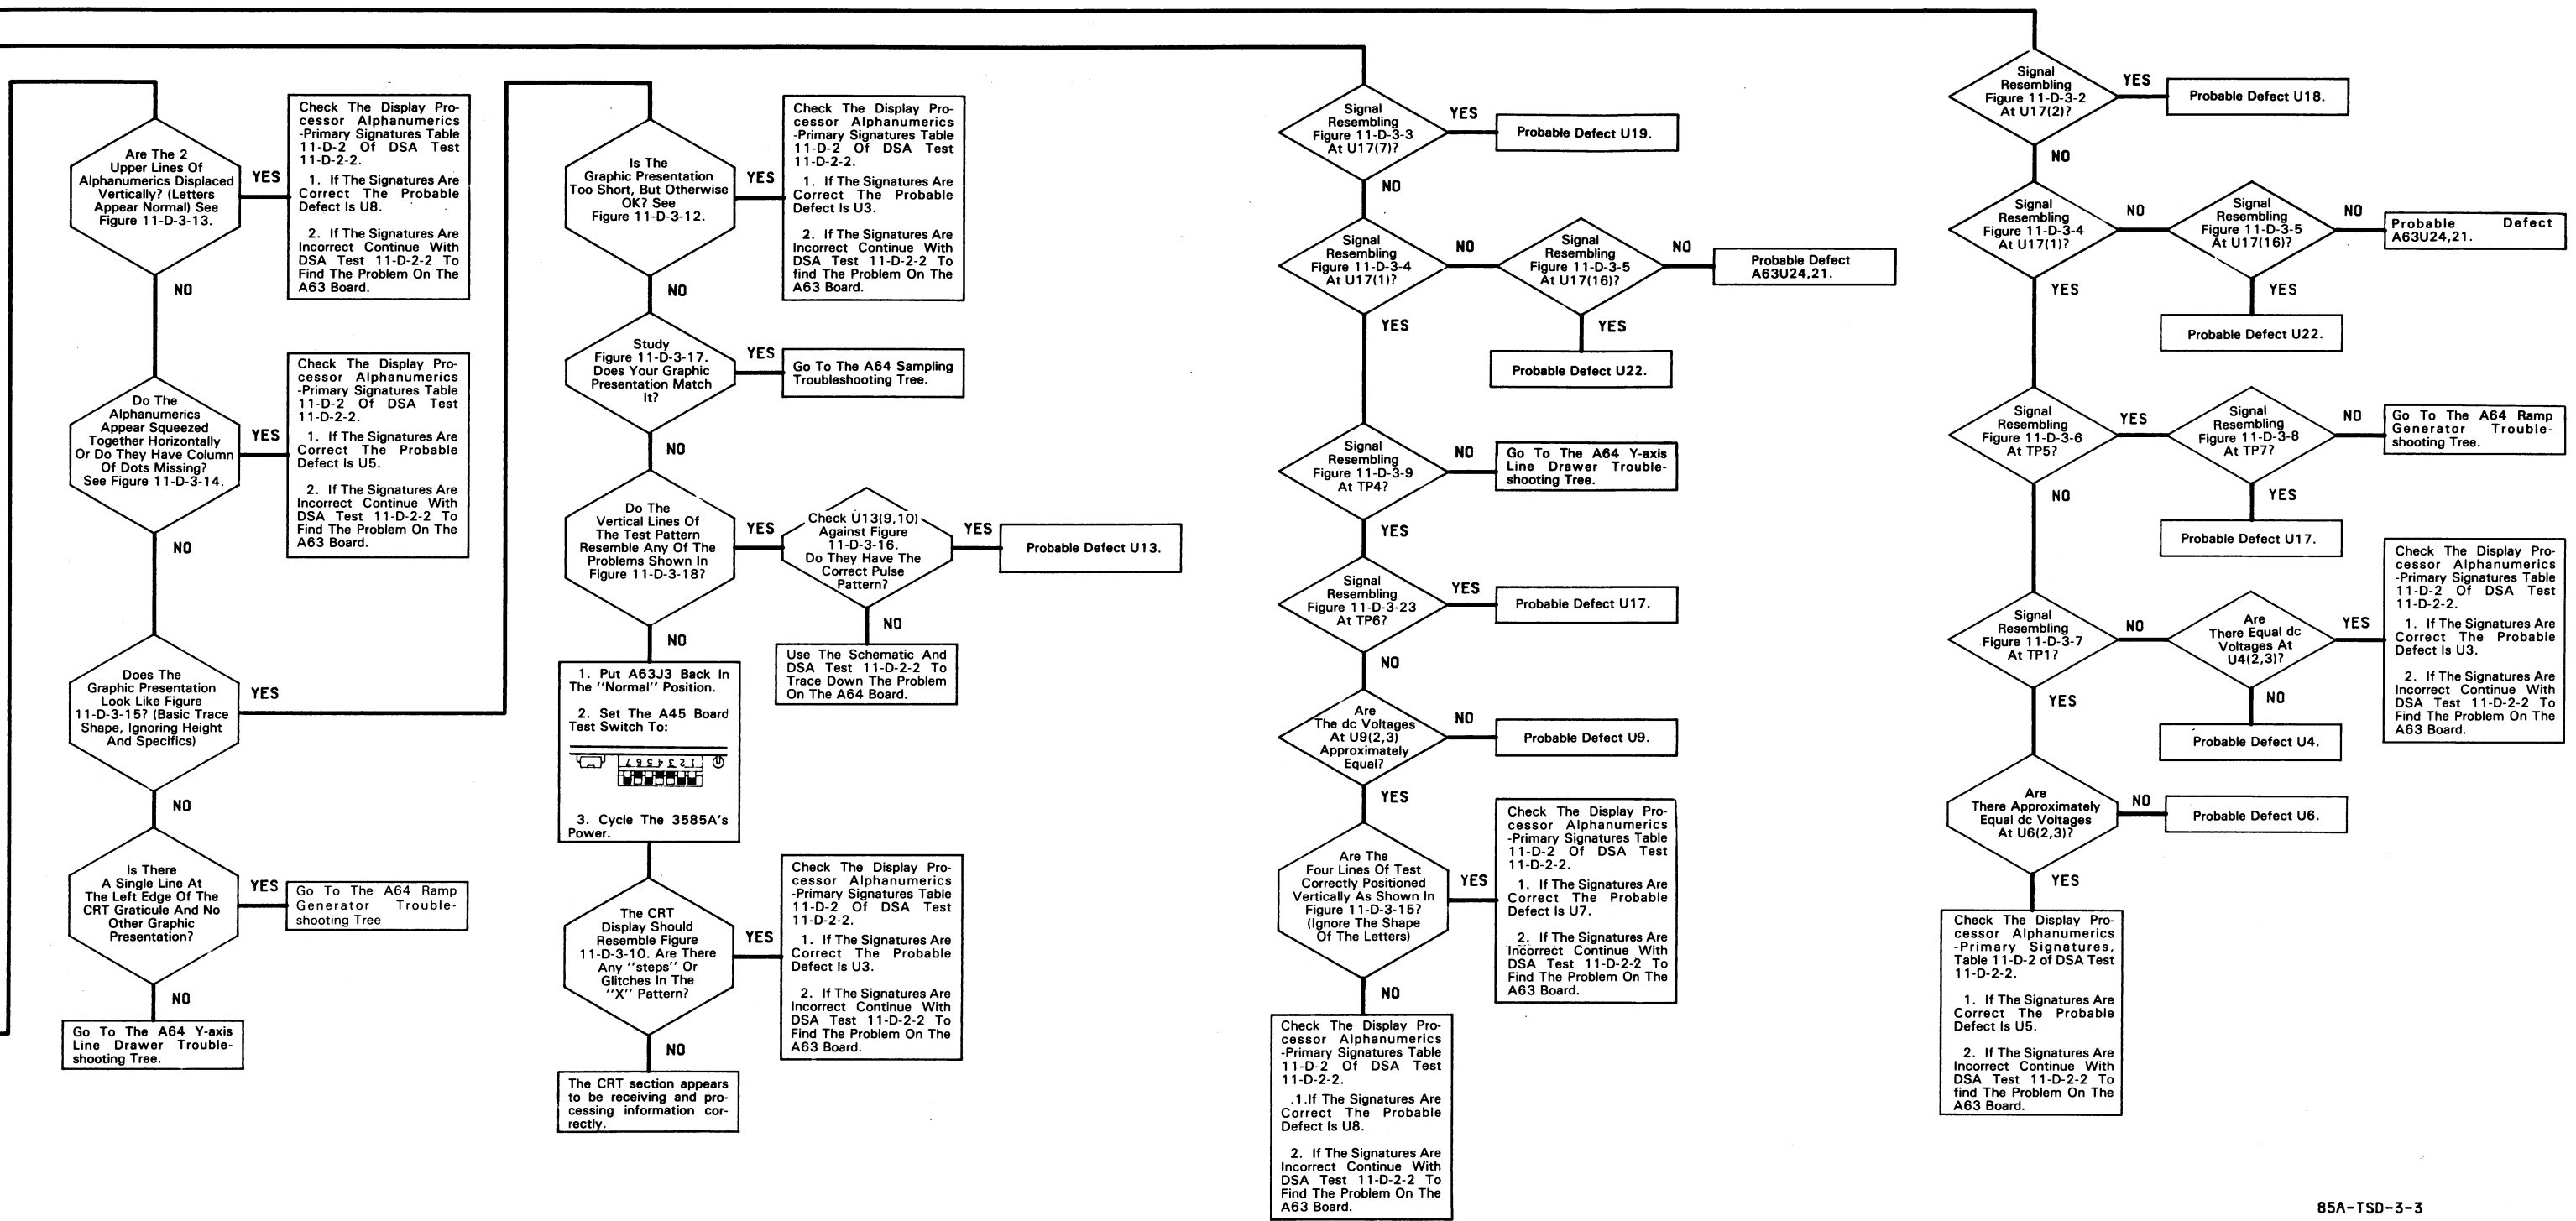 Are The 2
Upper Lines Of
Alphanumerics Displaced
Vertically? (Letters
Appear Normal) See
Figure 11-D-3-13.
YES
Check The Display Pro-
cessor Alphanumerics
-Primary Signatures Table
11-D-2 Of DSA Test
11-D-2-2.
1. If The Signatures Are
Correct The Probable
Defect Is U8.
2. If The Signatures Are
Incorrect Continue With
DSA Test 11-D-2-2 To
Find The Problem On The
A63 Board.
NO
Do The
Alphanumerics
Appear Squeezed
Together Horizontally
Or Do They Have Column
Of Dots Missing?
See Figure 11-D-3-14.
YES
Check The Display Pro-
cessor Alphanumerics
-Primary Signatures Table
11-D-2 Of DSA Test
11-D-2-2.
1. If The Signatures Are
Correct The Probable
Defect Is U5.
2. If The Signatures Are
Incorrect Continue With
DSA Test 11-D-2-2 To
Find The Problem On The
A63 Board.
NO
Does The
Graphic Presentation
Look Like Figure
11-D-3-15? (Basic Trace
Shape, Ignoring Height
And Specifics)
YES
NO
Is There
A Single Line At
The Left Edge Of The
CRT Graticule And No
Other Graphic
Presentation?
YES
Go To The A64 Ramp
Generator Trouble-
shooting Tree
NO
Go To The A64 Y-axis
Line Drawer Trouble-
shooting Tree.
Is The
Graphic Presentation
Too Short, But Otherwise
OK? See
Figure 11-D-3-12.
YES
Check The Display Pro-
cessor Alphanumerics
-Primary Signatures Table
11-D-2 Of DSA Test
11-D-2-2.
1. If The Signatures Are
Correct The Probable
Defect Is U3.
2. If The Signatures Are
Incorrect Continue With
DSA Test 11-D-2-2 To
find The Problem On The
A63 Board.
NO
Study
Figure 11-D-3-17.
Does Your Graphic
Presentation Match
It?
YES
Go To The A64 Sampling
Troubleshooting Tree.
NO
Do The
Vertical Lines Of
The Test Pattern
Resemble Any Of The
Problems Shown In
Figure 11-D-3-18?
YES
Check U13(9,10)
Against Figure
11-D-3-16.
Do They Have The
Correct Pulse
Pattern?
YES
Probable Defect U13.
NO
Use The Schematic And
DSA Test 11-D-2-2 To
Trace Down The Problem
On The A64 Board.
NO
1. Put A63J3 Back In
The "Normal" Position.
2. Set The A45 Board
Test Switch To:
1 2 3 4 5 6 7
3. Cycle The 3585A's
Power.
The CRT
Display Should
Resemble Figure
11-D-3-10. Are There
Any "steps" Or
Glitches In The
"X" Pattern?
YES
Check The Display Pro-
cessor Alphanumerics
-Primary Signatures Table
11-D-2 Of DSA Test
11-D-2-2.
1. If The Signatures Are
Correct The Probable
Defect Is U3.
2. If The Signatures Are
Incorrect Continue With
DSA Test 11-D-2-2 To
Find The Problem On The
A63 Board.
NO
The CRT section appears
to be receiving and pro-
cessing information cor-
rectly.
Signal
Resembling
Figure 11-D-3-3
At U17(7)?
YES
Probable Defect U19.
NO
Signal
Resembling
Figure 11-D-3-4
At U17(1)?
NO
Signal
Resembling
Figure 11-D-3-5
At U17(16)?
NO
Probable Defect
A63U24,21.
YES
Probable Defect U22.
YES
Signal
Resembling
Figure 11-D-3-9
At TP4?
NO
Go To The A64 Y-axis
Line Drawer Trouble-
shooting Tree.
YES
Signal
Resembling
Figure 11-D-3-23
At TP6?
YES
Probable Defect U17.
NO
Are
The dc Voltages
At U9(2,3)
Approximately
Equal?
NO
Probable Defect U9.
YES
Are The
Four Lines Of Test
Correctly Positioned
Vertically As Shown In
Figure 11-D-3-15?
(Ignore The Shape
Of The Letters)
YES
Check The Display Pro-
cessor Alphanumerics
-Primary Signatures Table
11-D-2 Of DSA Test
11-D-2-2.
1. If The Signatures Are
Correct The Probable
Defect Is U7.
2. If The Signatures Are
Incorrect Continue With
DSA Test 11-D-2-2 To
Find The Problem On The
A63 Board.
NO
Check The Display Pro-
cessor Alphanumerics
-Primary Signatures Table
11-D-2 Of DSA Test
11-D-2-2.
.1.If The Signatures Are
Correct The Probable
Defect Is U8.
2. If The Signatures Are
Incorrect Continue With
DSA Test 11-D-2-2 To
Find The Problem On The
A63 Board.
Signal
Resembling
Figure 11-D-3-2
At U17(2)?
YES
Probable Defect U18.
NO
Signal
Resembling
Figure 11-D-3-4
At U17(1)?
NO
Signal
Resembling
Figure 11-D-3-5
At U17(16)?
NO
Probable Defect
A63U24,21.
YES
Probable Defect U22.
YES
Signal
Resembling
Figure 11-D-3-6
At TP5?
YES
Signal
Resembling
Figure 11-D-3-8
At TP7?
NO
Go To The A64 Ramp
Generator Trouble-
shooting Tree.
YES
Probable Defect U17.
NO
Signal
Resembling
Figure 11-D-3-7
At TP1?
NO
Are
There Equal dc
Voltages At
U4(2,3)?
YES
Check The Display Pro-
cessor Alphanumerics
-Primary Signatures Table
11-D-2 Of DSA Test
11-D-2-2.
1. If The Signatures Are
Correct The Probable
Defect Is U3.
2. If The Signatures Are
Incorrect Continue With
DSA Test 11-D-2-2 To
Find The Problem On The
A63 Board.
NO
Probable Defect U4.
YES
Are
There Approximately
Equal dc Voltages
At U6(2,3)?
NO
Probable Defect U6.
YES
Check The Display Pro-
cessor Alphanumerics
-Primary Signatures,
Table 11-D-2 of DSA Test
11-D-2-2.
1. If The Signatures Are
Correct The Probable
Defect Is U5.
2. If The Signatures Are
Incorrect Continue With
DSA Test 11-D-2-2 To
find The Problem On The
A63 Board.
85A-TSD-3-3